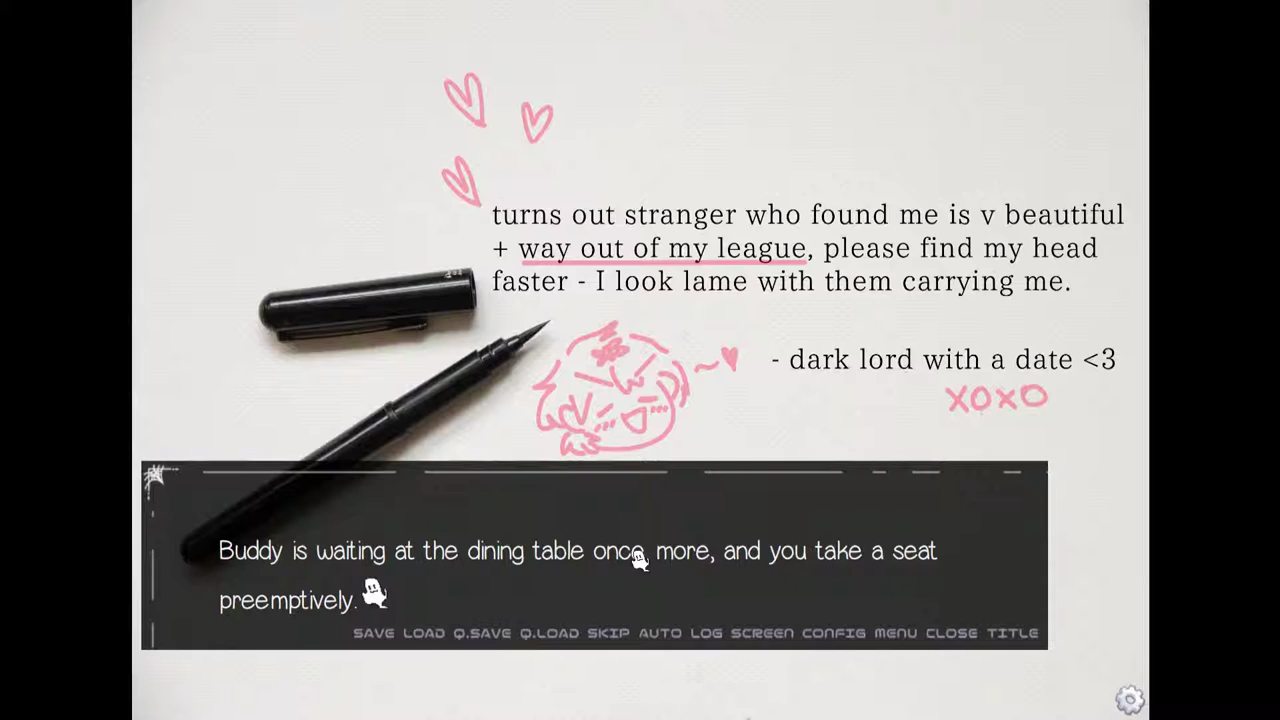 turns out stranger who found me is v beautiful
+ way out of my league, please find my head
faster - I look lame with them carrying me.
- dark lord with a date <3
XOXO
Buddy is waiting at the dining table once more, and you take a seat
preemptively.
SAVE LOAD Q.SAVE Q.LOAD SKIP AUTO LOG SCREEN CONFIG MENU CLOSE TITLE